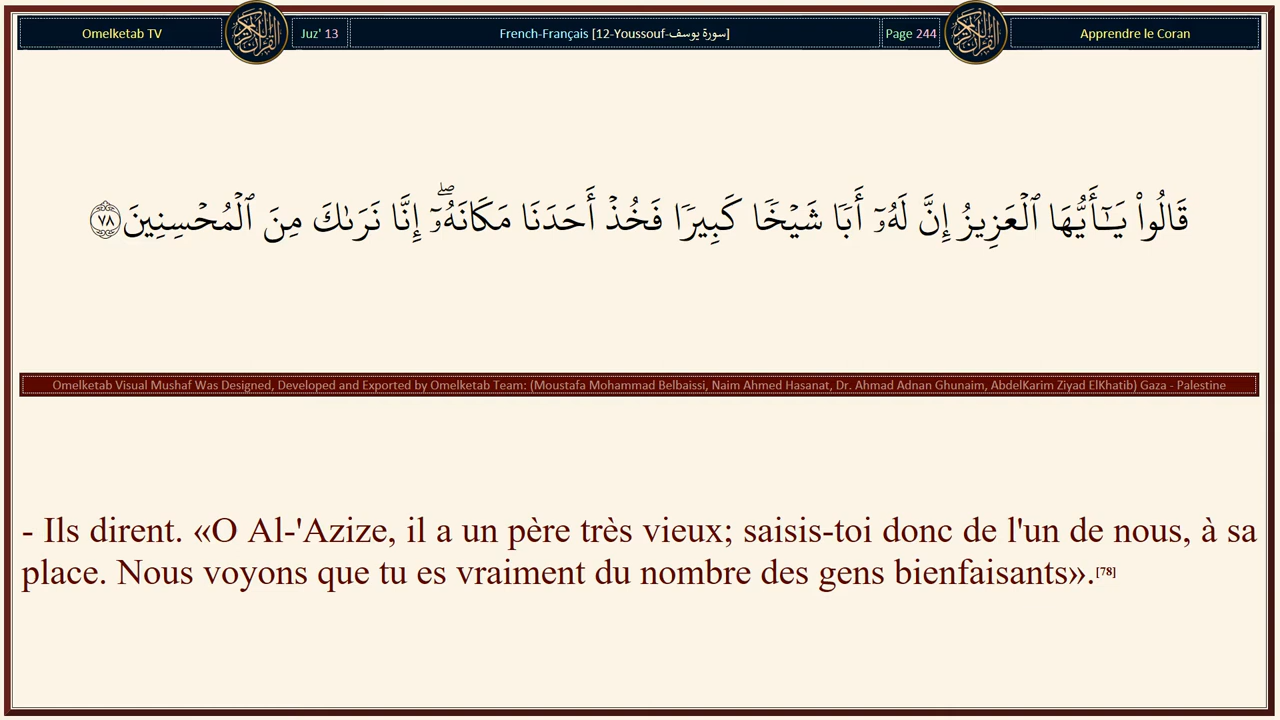 Omelketab TV
Juz' 13
French-Français [12-Youssouf-سورة يوسف]
Page 244
Apprendre le Coran
قَالُوا۟ يَـٰٓأَيُّهَا ٱلْعَزِيزُ إِنَّ لَهُۥٓ أَبًا شَيْخًا كَبِيرًا فَخُذْ أَحَدَنَا مَكَانَهُۥٓ ۖ إِنَّا نَرَىٰكَ مِنَ ٱلْمُحْسِنِينَ ٧٨
Omelketab Visual Mushaf Was Designed, Developed and Exported by Omelketab Team: (Moustafa Mohammad Belbaissi, Naim Ahmed Hasanat, Dr. Ahmad Adnan Ghunaim, AbdelKarim Ziyad ElKhatib) Gaza - Palestine
- Ils dirent. «O Al-'Azize, il a un père très vieux; saisis-toi donc de l'un de nous, à sa
place. Nous voyons que tu es vraiment du nombre des gens bienfaisants».[78]